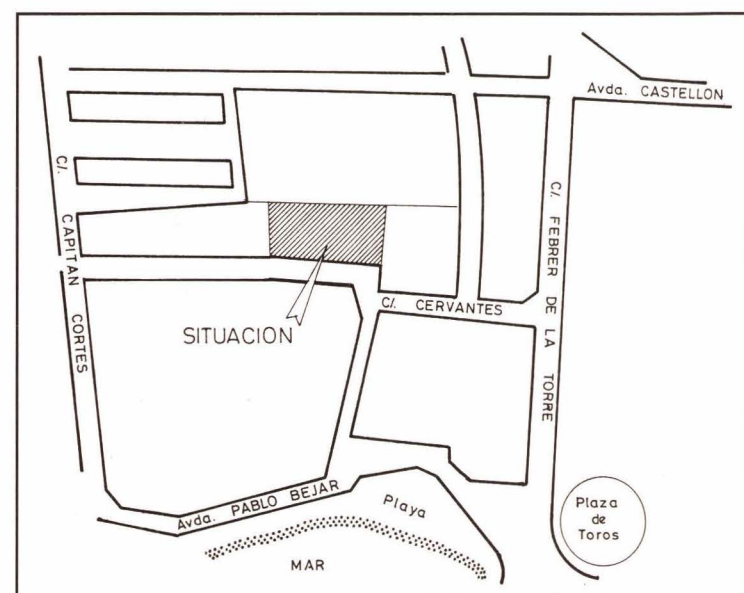 Avda. CASTELLON
C/. CAPITAN CORTES
C/. FEBRER DE LA TORRE
C/. CERVANTES
SITUACION
Avda. PABLO BEJAR
Playa
MAR
Plaza
de
Toros